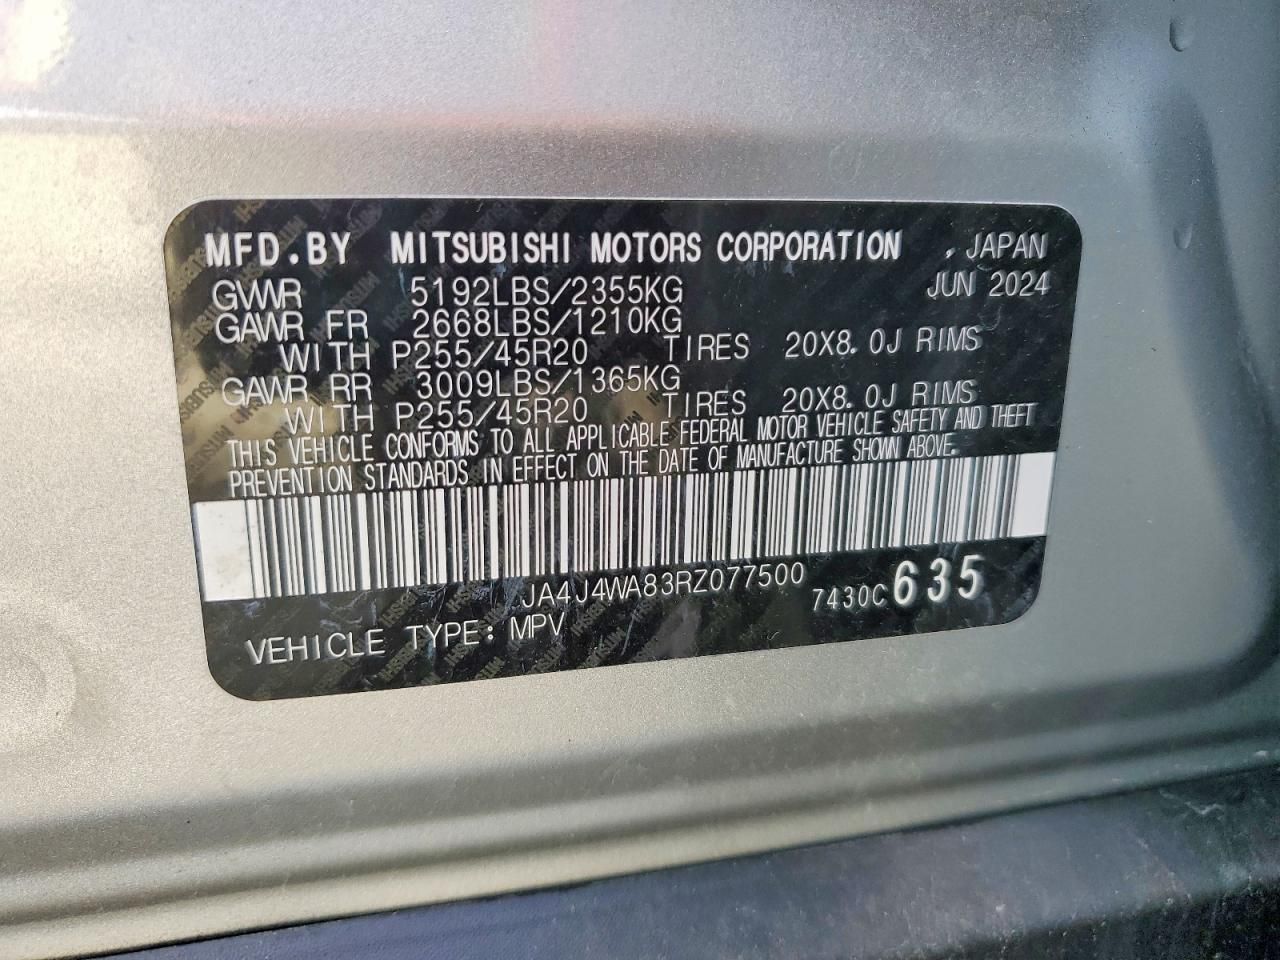 MFD.BY MITSUBISHI MOTORS CORPORATION , JAPAN
GVWR 5192LBS/2355KG JUN 2024
GAWR FR 2668LBS/1210KG
WITH P255/45R20 TIRES 20X8.0J RIMS
GAWR RR 3009LBS/1365KG
WITH P255/45R20 TIRES 20X8.0J RIMS
THIS VEHICLE CONFORMS TO ALL APPLICABLE FEDERAL MOTOR VEHICLE SAFETY AND THEFT
PREVENTION STANDARDS IN EFFECT ON THE DATE OF MANUFACTURE SHOWN ABOVE.
JA4J4WA83RZ077500 7430C 635
VEHICLE TYPE: MPV